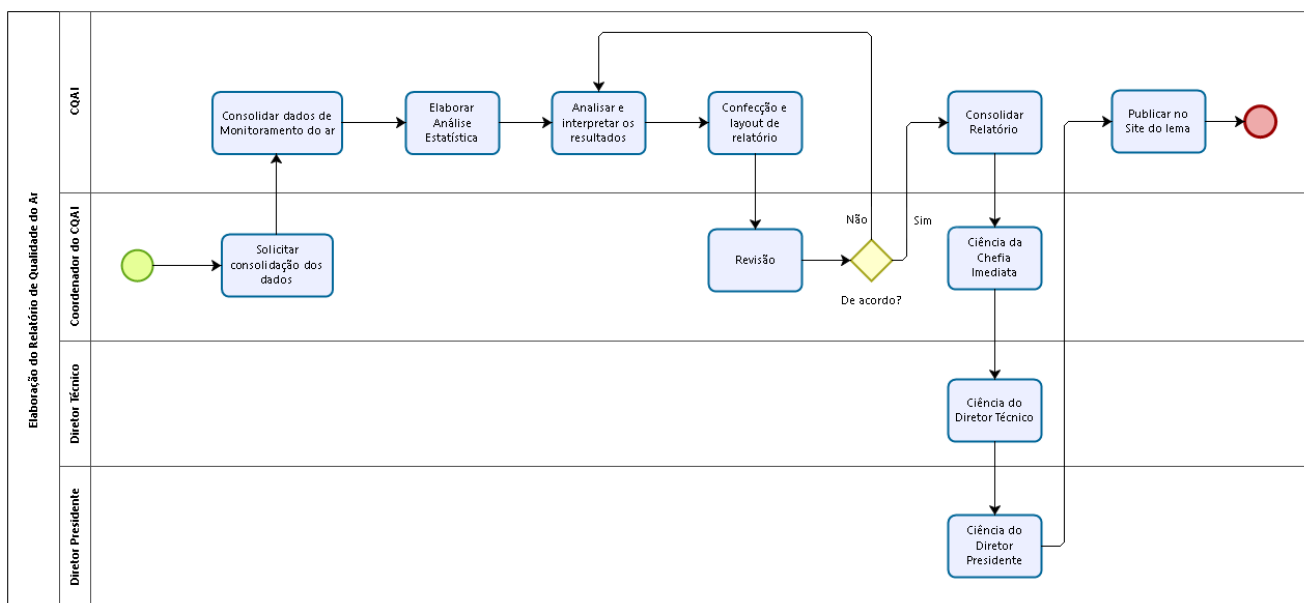 Elaboração do Relatório de Qualidade do Ar
CQAI
Consolidar dados de
Monitoramento do ar
Elaborar
Análise
Estatística
Analisar e
interpretar os
resultados
Confecção e
layout de
relatório
Consolidar
Relatório
Publicar no
Site do Iema
Coordenador do CQAI
Solicitar
consolidação dos
dados
Revisão
Não
Sim
De acordo?
Ciência da
Chefia
Imediata
Diretor Técnico
Ciência do
Diretor Técnico
Diretor Presidente
Ciência do
Diretor
Presidente